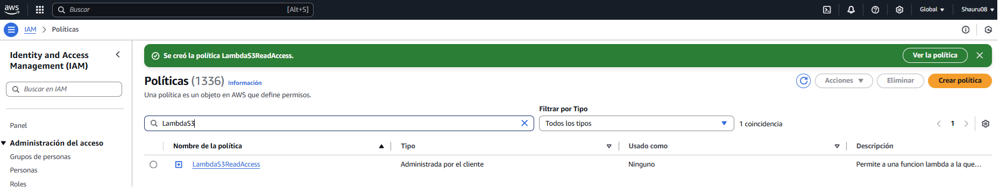 aws
Buscar [Alt+S] Global Shauru08
IAM Políticas
Identity and Access
Management (IAM)
Buscar en IAM
Panel
Administración del acceso
Grupos de personas
Personas
Roles
Se creó la política LambdaS3ReadAccess. Ver la política
Políticas (1336) Información
Acciones Eliminar Crear política
Una política es un objeto en AWS que define permisos.
Filtrar por Tipo
LambdaS3 Todos los tipos 1 coincidencia 1
Nombre de la política Tipo Usado como Descripción
LambdaS3ReadAccess Administrada por el cliente Ninguno Permite a una funcion lambda a la que…